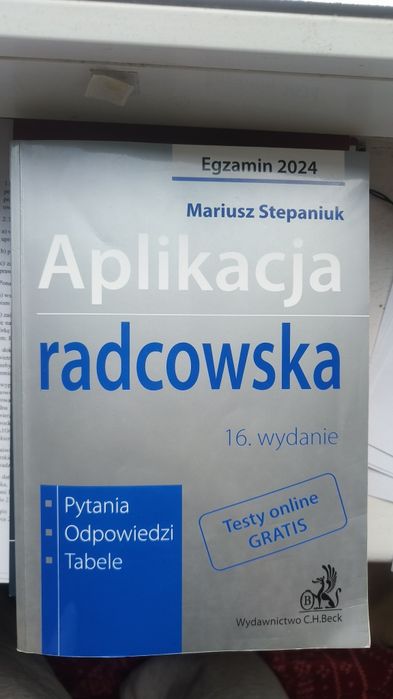 Egzamin 2024
Mariusz Stepaniuk
Aplikacja
radcowska
16. wydanie
Pytania
Odpowiedzi
Tabele
Testy online
GRATIS
B
Wydawnictwo C.H.Beck